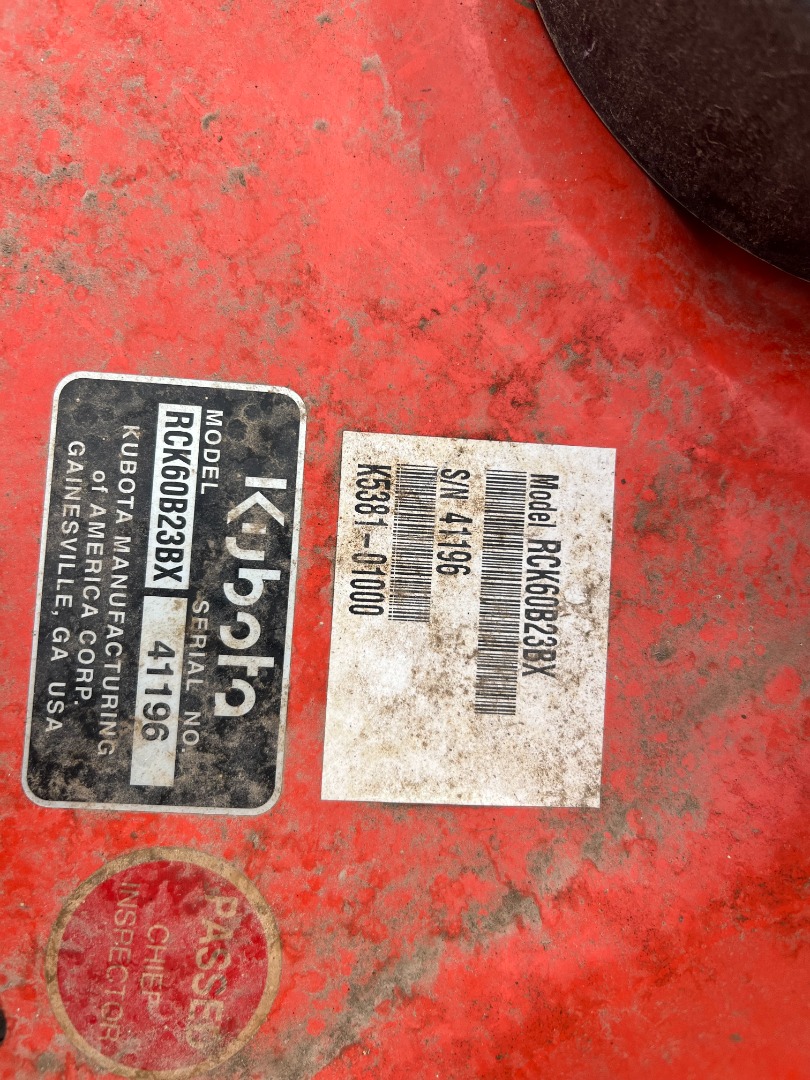 Kubota
MODEL SERIAL NO.
RCK60B23BX 41196
KUBOTA MANUFACTURING
of AMERICA CORP.
GAINESVILLE, GA USA
Model RCK60B23BX
S/N 41196
K5381-01000
PASSED
CHIEF
INSPECTOR